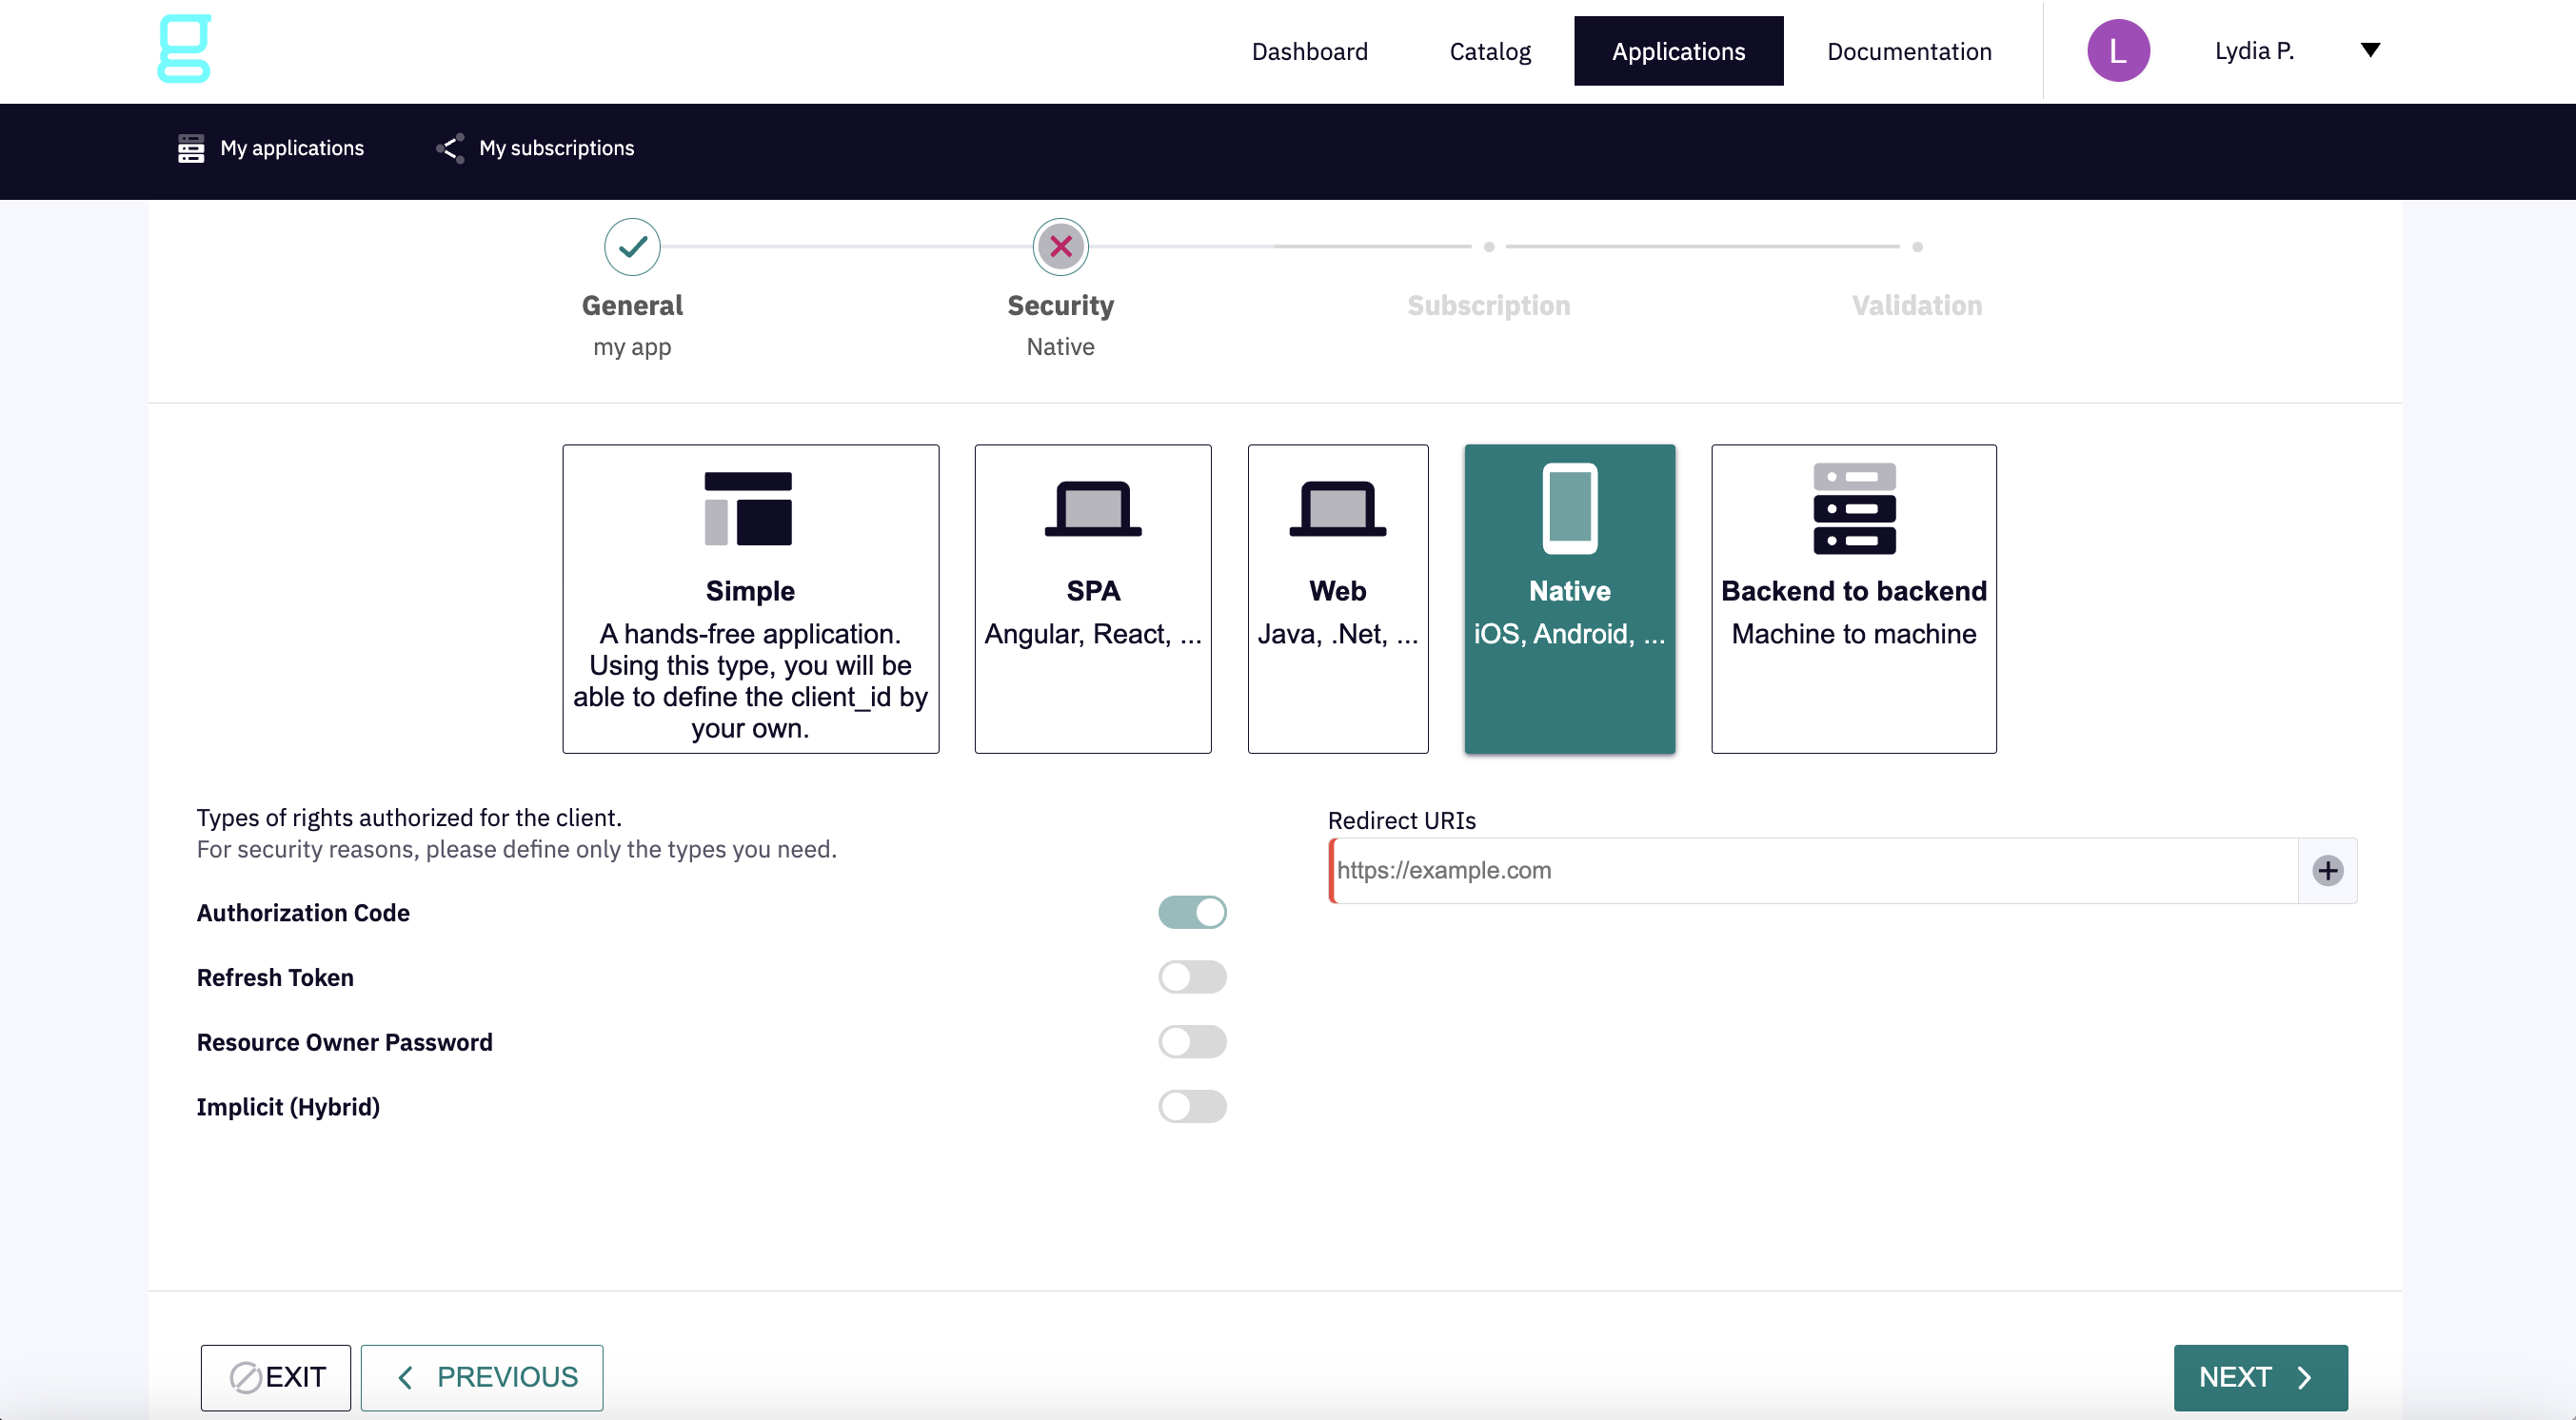 g
Dashboard
Catalog
Applications
Documentation
L
Lydia P.
My applications
My subscriptions
General
my app
Security
Native
Subscription
Validation
Simple
A hands-free application.
Using this type, you will be
able to define the client_id by
your own.
SPA
Angular, React, ...
Web
Java, .Net, ...
Native
iOS, Android, ...
Backend to backend
Machine to machine
Types of rights authorized for the client.
For security reasons, please define only the types you need.
Authorization Code
Refresh Token
Resource Owner Password
Implicit (Hybrid)
Redirect URIs
https://example.com
EXIT
PREVIOUS
NEXT